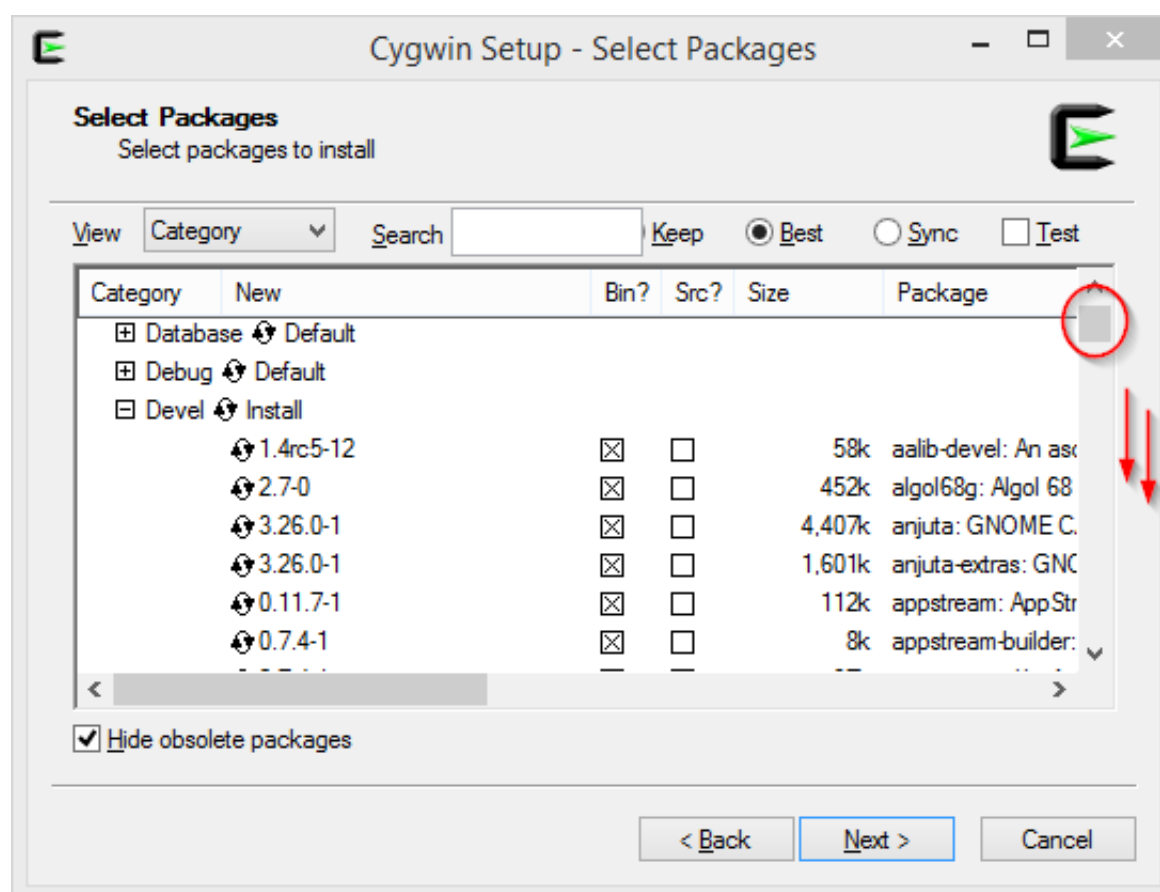 Cygwin Setup - Select Packages
Select Packages
Select packages to install
View Category Search Keep Best Sync Test
Category New Bin? Src? Size Package
Database Default
Debug Default
Devel Install
1.4rc5-12 58k aalib-devel: An asc
2.7-0 452k algol68g: Algol 68
3.26.0-1 4,407k anjuta: GNOME C.
3.26.0-1 1,601k anjuta-extras: GNC
0.11.7-1 112k appstream: AppStr
0.7.4-1 8k appstream-builder:
Hide obsolete packages
< Back Next > Cancel